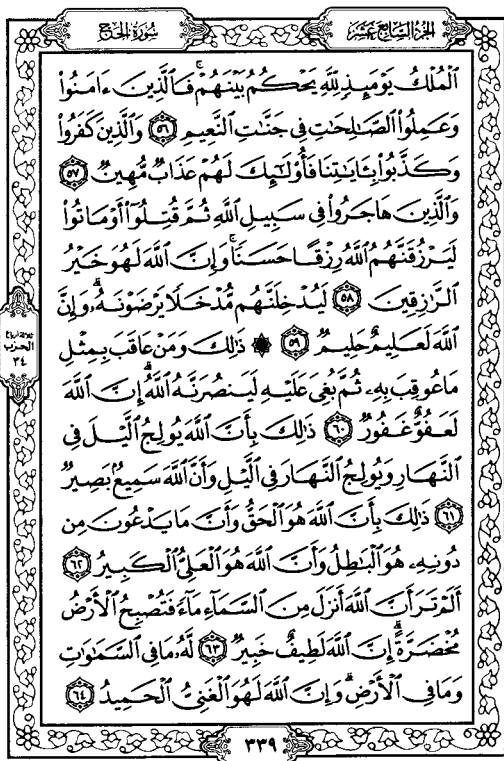 الجزء السابع عشر
سورة الحج
الْمُلْكُ يَوْمَئِذٍ لِّلَّهِ يَحْكُمُ بَيْنَهُمْ ۚ فَالَّذِينَ ءَامَنُوا۟
وَعَمِلُوا۟ الصَّٰلِحَٰتِ فِى جَنَّٰتِ النَّعِيمِ ٥٦ وَالَّذِينَ كَفَرُوا۟
وَكَذَّبُوا۟ بِـَٔايَٰتِنَا فَأُو۟لَٰٓئِكَ لَهُمْ عَذَابٌ مُّهِينٌ ٥٧
وَالَّذِينَ هَاجَرُوا۟ فِى سَبِيلِ اللَّهِ ثُمَّ قُتِلُوٓا۟ أَوْ مَاتُوا۟
لَيَرْزُقَنَّهُمُ اللَّهُ رِزْقًا حَسَنًا ۚ وَإِنَّ اللَّهَ لَهُوَ خَيْرُ
الرَّٰزِقِينَ ٥٨ لَيُدْخِلَنَّهُم مُّدْخَلًا يَرْضَوْنَهُۥ ۗ وَإِنَّ
اللَّهَ لَعَلِيمٌ حَلِيمٌ ٥٩ ۞ ذَٰلِكَ وَمَنْ عَاقَبَ بِمِثْلِ
مَا عُوقِبَ بِهِۦ ثُمَّ بُغِىَ عَلَيْهِ لَيَنصُرَنَّهُ اللَّهُ ۗ إِنَّ اللَّهَ
لَعَفُوٌّ غَفُورٌ ٦٠ ذَٰلِكَ بِأَنَّ اللَّهَ يُولِجُ الَّيْلَ فِى
النَّهَارِ وَيُولِجُ النَّهَارَ فِى الَّيْلِ وَأَنَّ اللَّهَ سَمِيعٌۢ بَصِيرٌ
٦١ ذَٰلِكَ بِأَنَّ اللَّهَ هُوَ الْحَقُّ وَأَنَّ مَا يَدْعُونَ مِن
دُونِهِۦ هُوَ الْبَٰطِلُ وَأَنَّ اللَّهَ هُوَ الْعَلِىُّ الْكَبِيرُ ٦٢
أَلَمْ تَرَ أَنَّ اللَّهَ أَنزَلَ مِنَ السَّمَآءِ مَآءً فَتُصْبِحُ الْأَرْضُ
مُخْضَرَّةً ۗ إِنَّ اللَّهَ لَطِيفٌ خَبِيرٌ ٦٣ لَّهُۥ مَا فِى السَّمَٰوَٰتِ
وَمَا فِى الْأَرْضِ ۗ وَإِنَّ اللَّهَ لَهُوَ الْغَنِىُّ الْحَمِيدُ ٦٤
ثلاثة أرباع
الحزب
٣٤
٣٣٩